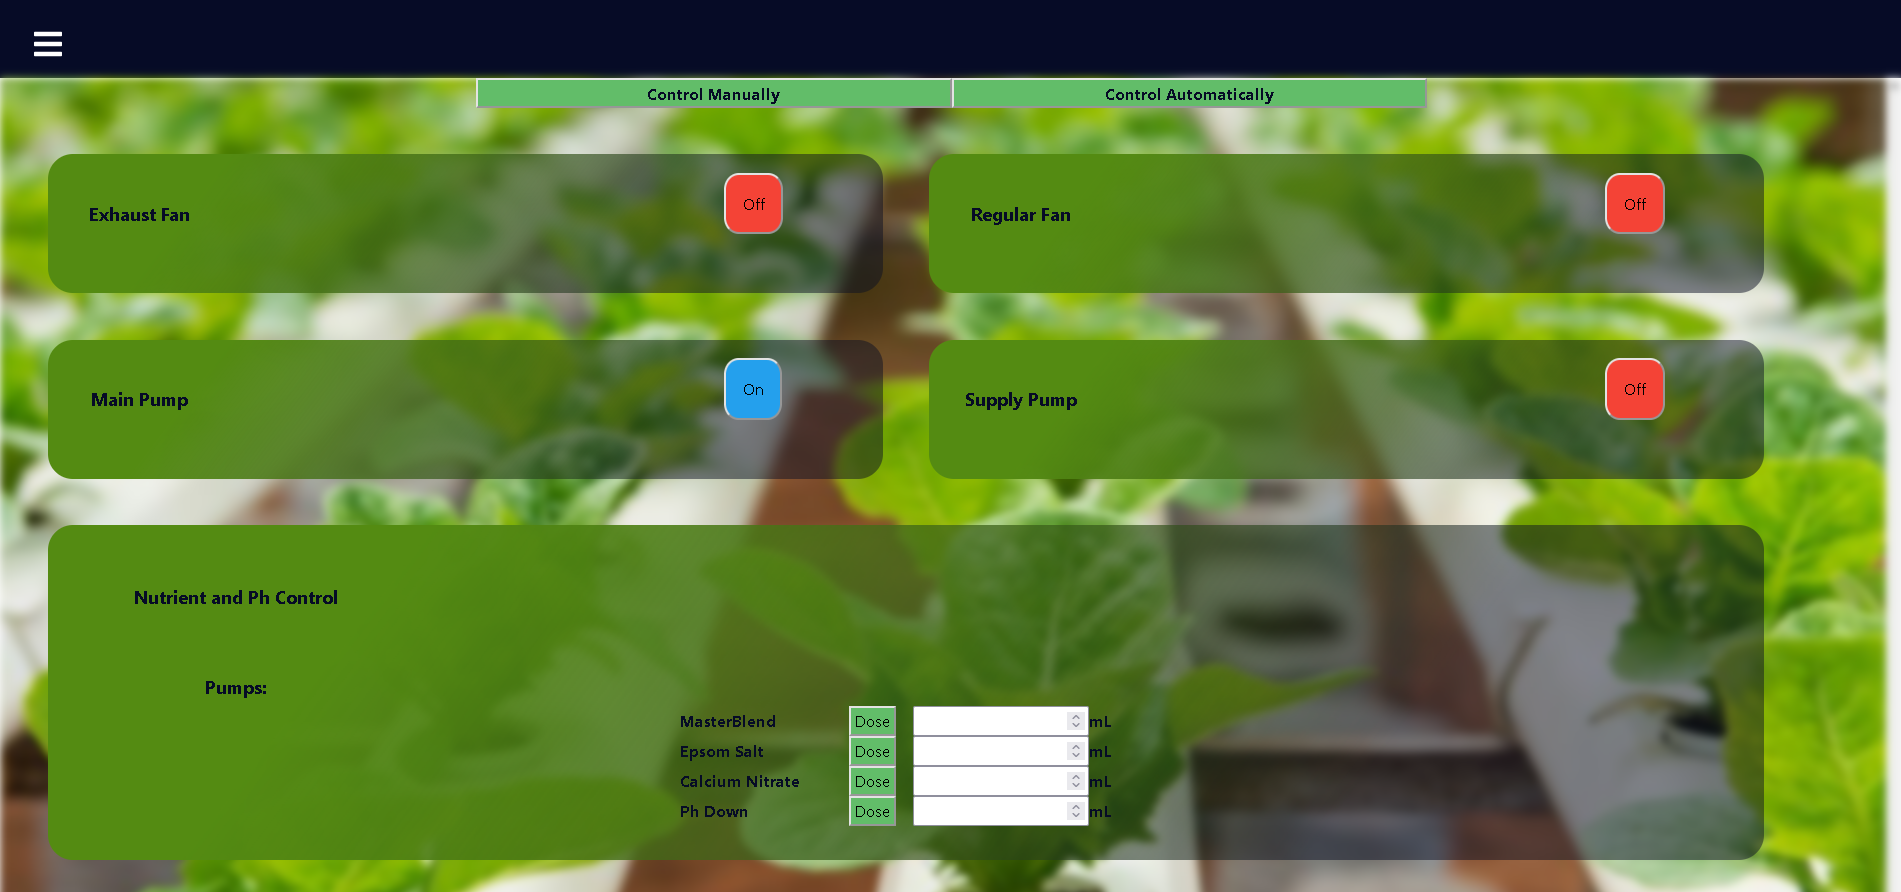 Control Manually Control Automatically
Exhaust Fan Off Regular Fan Off
Main Pump On Supply Pump Off
Nutrient and Ph Control
Pumps:
MasterBlend Dose mL
Epsom Salt Dose mL
Calcium Nitrate Dose mL
Ph Down Dose mL